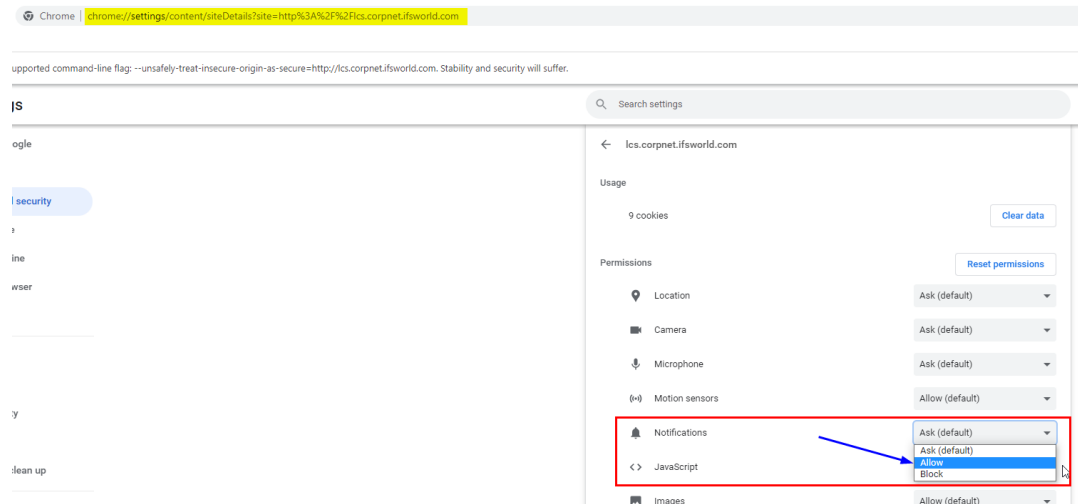 Chrome | chrome://settings/content/siteDetails?site=http%3A%2F%2Flcs.corpnet.ifsworld.com
upported command-line flag: --unsafely-treat-insecure-origin-as-secure=http://lcs.corpnet.ifsworld.com. Stability and security will suffer.
gs
Search settings
ogle
lcs.corpnet.ifsworld.com
Usage
security
9 cookies
Clear data
e
ine
Permissions
Reset permissions
wser
Location
Ask (default)
Camera
Ask (default)
Microphone
Ask (default)
Motion sensors
Allow (default)
ty
Notifications
Ask (default)
Ask (default)
Allow
Block
JavaScript
clean up
Images
Allow (default)